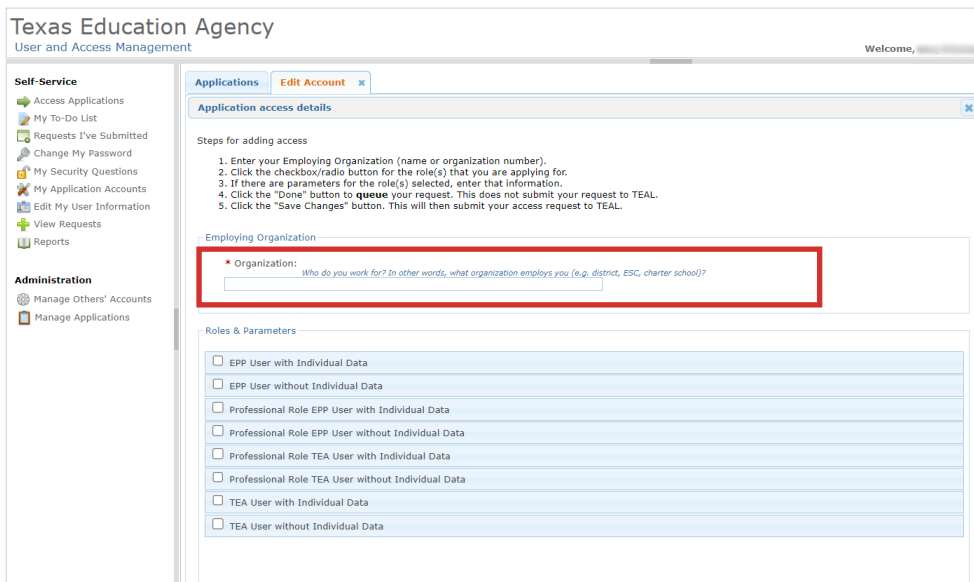 Texas Education Agency
User and Access Management
Welcome,
Self-Service
Access Applications
My To-Do List
Requests I've Submitted
Change My Password
My Security Questions
My Application Accounts
Edit My User Information
View Requests
Reports
Administration
Manage Others' Accounts
Manage Applications
Applications
Edit Account
Application access details
Steps for adding access
1. Enter your Employing Organization (name or organization number).
2. Click the checkbox/radio button for the role(s) that you are applying for.
3. If there are parameters for the role(s) selected, enter that information.
4. Click the "Done" button to queue your request. This does not submit your request to TEAL.
5. Click the "Save Changes" button. This will then submit your access request to TEAL.
Employing Organization
* Organization:
Who do you work for? In other words, what organization employs you (e.g. district, ESC, charter school)?
Roles & Parameters
EPP User with Individual Data
EPP User without Individual Data
Professional Role EPP User with Individual Data
Professional Role EPP User without Individual Data
Professional Role TEA User with Individual Data
Professional Role TEA User without Individual Data
TEA User with Individual Data
TEA User without Individual Data